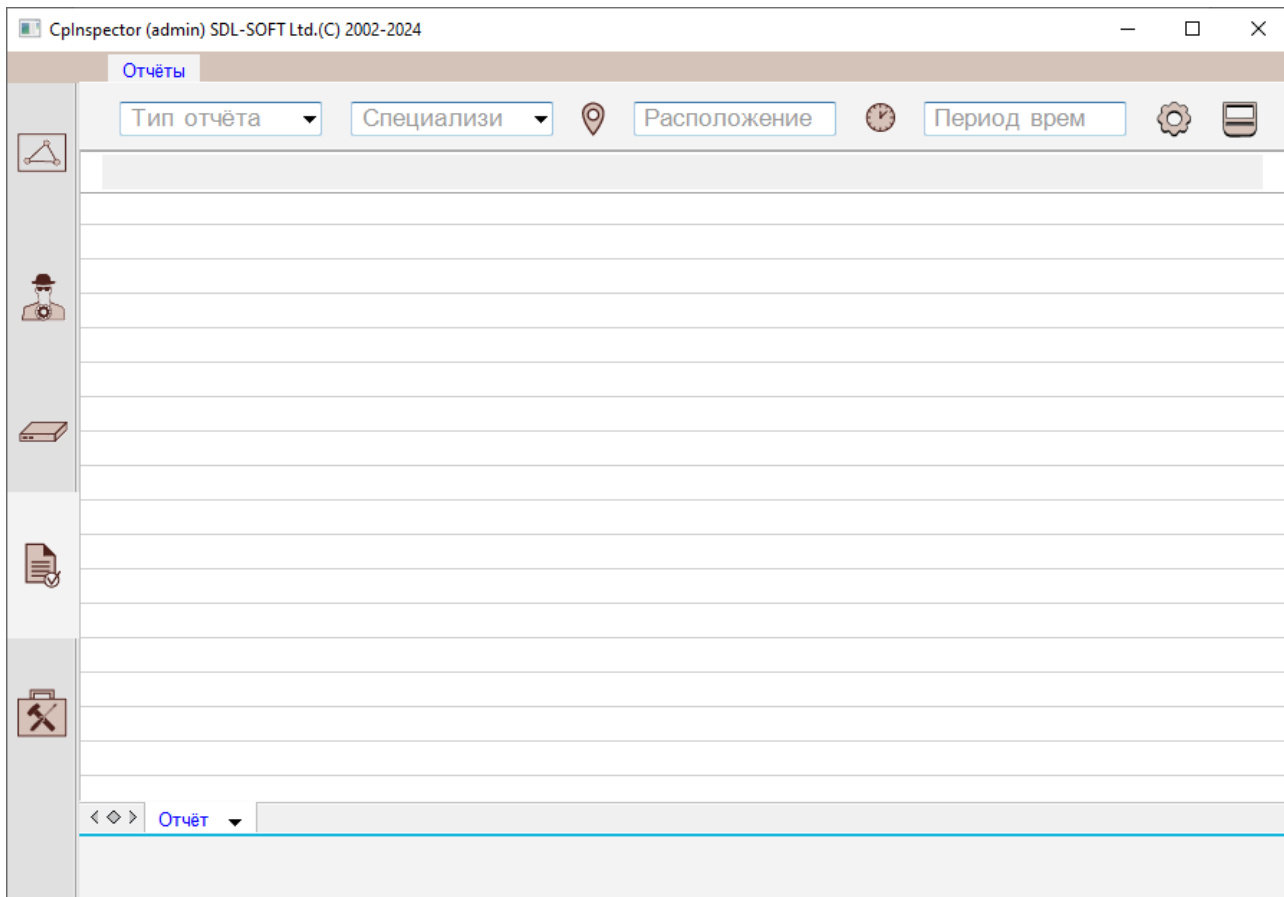 CpInspector (admin) SDL-SOFT Ltd.(C) 2002-2024
Отчёты
Тип отчёта Специализи Расположение Период врем
Отчёт